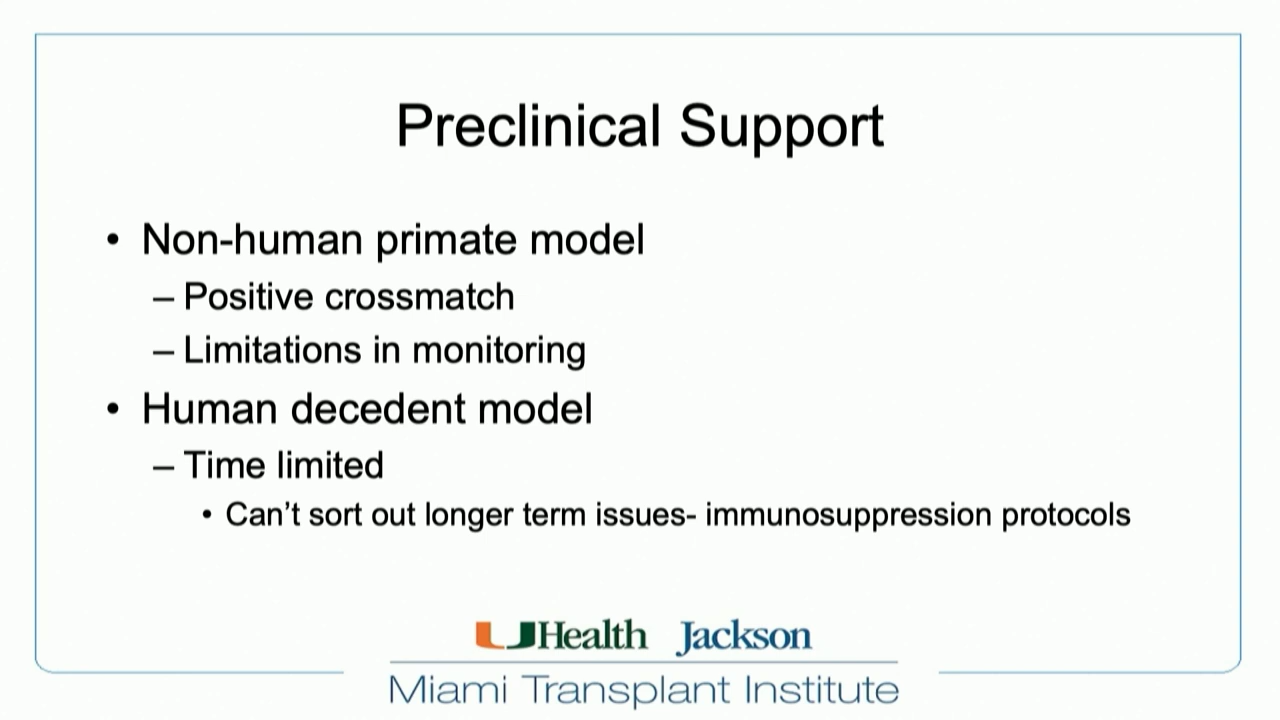 Preclinical Support
• Non-human primate model
– Positive crossmatch
– Limitations in monitoring
• Human decedent model
– Time limited
• Can't sort out longer term issues- immunosuppression protocols
UHealth Jackson
Miami Transplant Institute